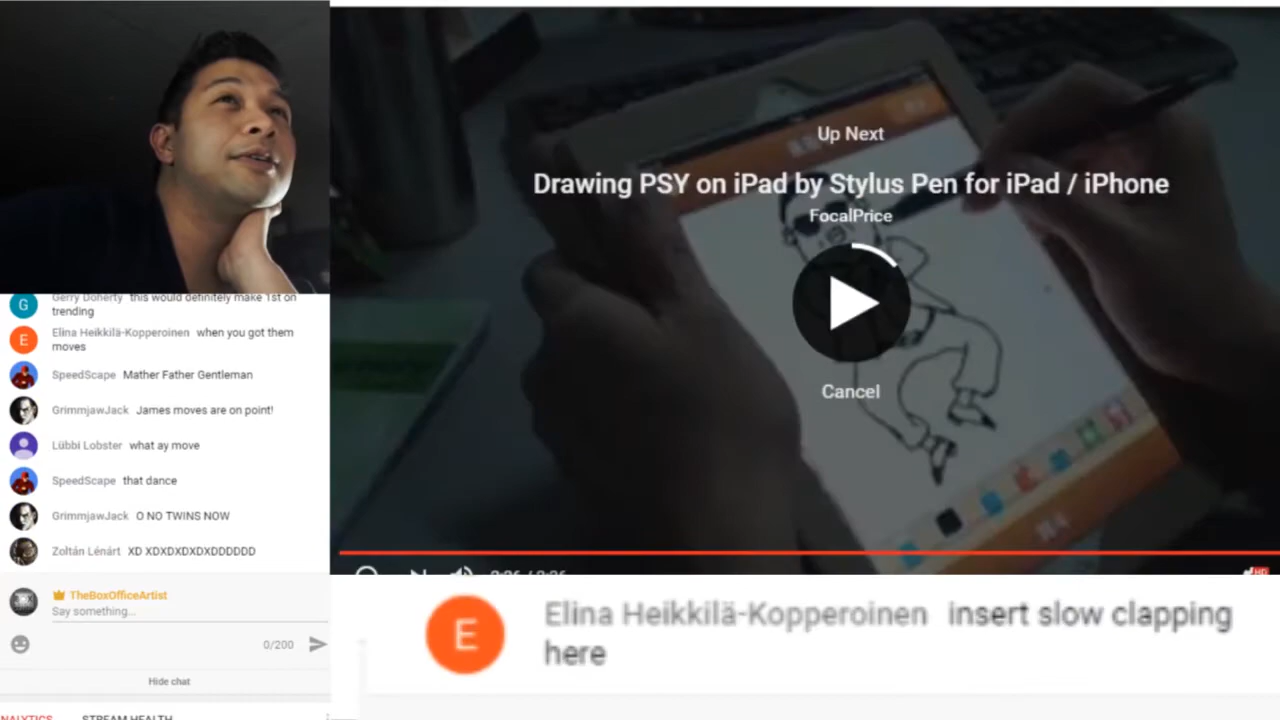 Up Next
Drawing PSY on iPad by Stylus Pen for iPad / iPhone
FocalPrice
Cancel
G
Gerry Doherty this would definitely make 1st on
trending
E
Elina Heikkilä-Kopperoinen when you got them
moves
SpeedScape Mather Father Gentleman
GrimmjawJack James moves are on point!
Lübbi Lobster what ay move
SpeedScape that dance
GrimmjawJack O NO TWINS NOW
Zoltán Lénárt XD XDXDXDXDXDDDDDD
TheBoxOfficeArtist
Say something...
0/200
Hide chat
NALYTICS STREAM HEALTH
HD
E
Elina Heikkilä-Kopperoinen insert slow clapping
here